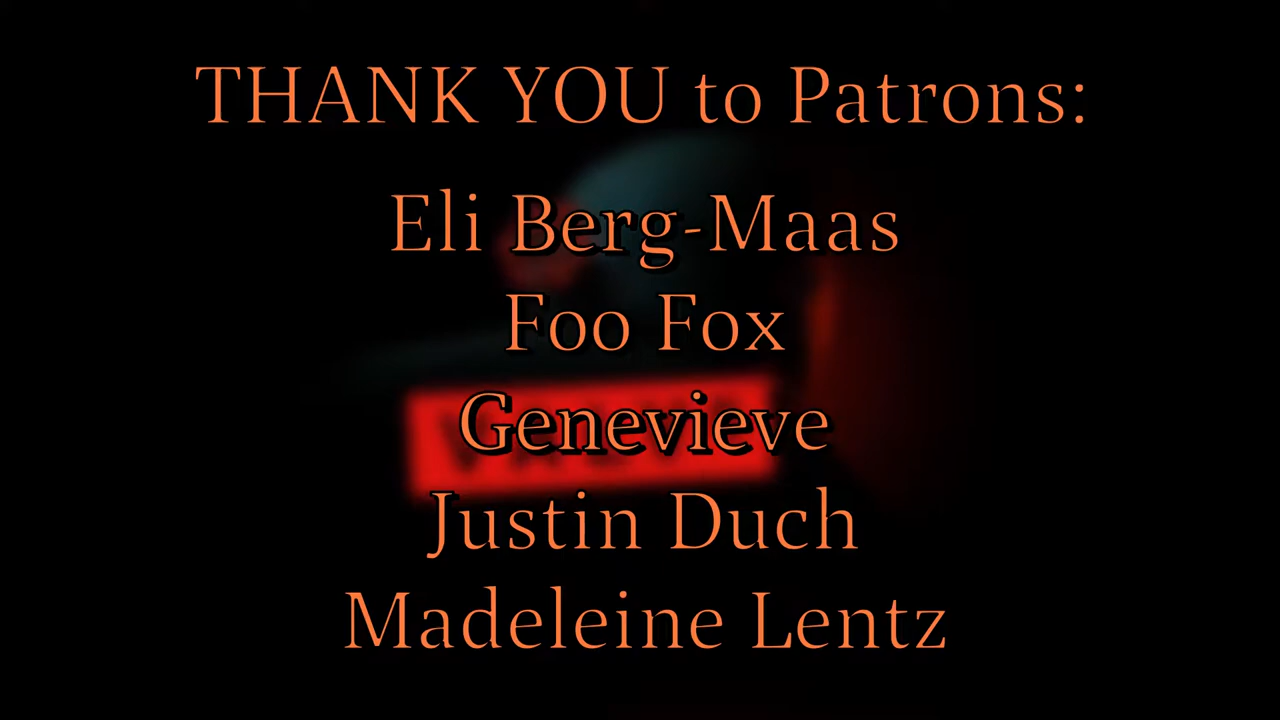 THANK YOU to Patrons:
Eli Berg-Maas
Foo Fox
Genevieve
Justin Duch
Madeleine Lentz